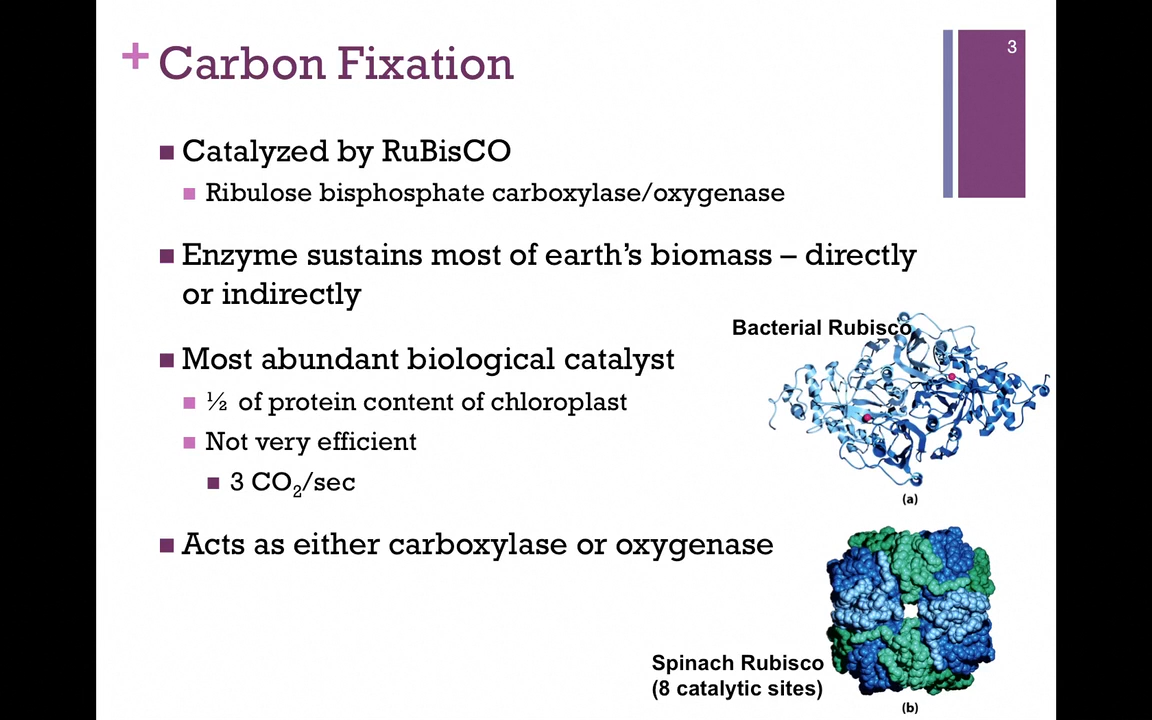 + Carbon Fixation
3
Catalyzed by RuBisCO
Ribulose bisphosphate carboxylase/oxygenase
Enzyme sustains most of earth's biomass – directly
or indirectly
Most abundant biological catalyst
½ of protein content of chloroplast
Not very efficient
3 CO₂/sec
Acts as either carboxylase or oxygenase
Bacterial Rubisco
(a)
Spinach Rubisco
(8 catalytic sites)
(b)